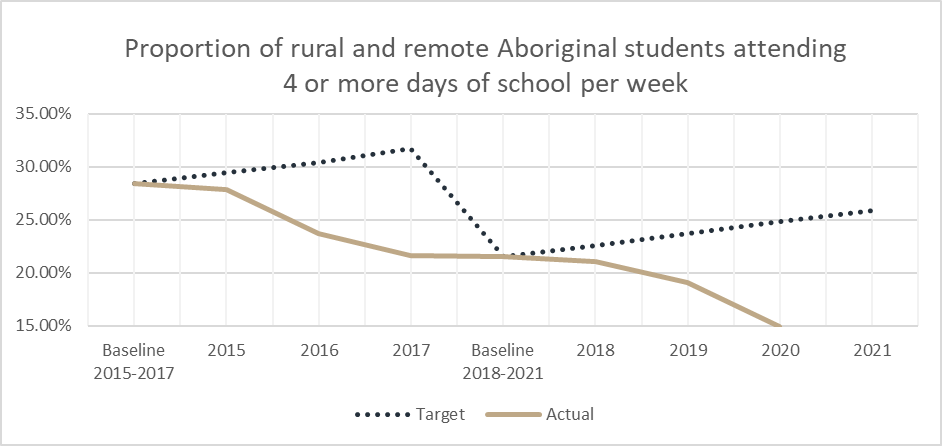 Proportion of rural and remote Aboriginal students attending
4 or more days of school per week
35.00%
30.00%
25.00%
20.00%
15.00%
Baseline 2015 2016 2017 Baseline 2018 2019 2020 2021
2015-2017 2018-2021
Target Actual